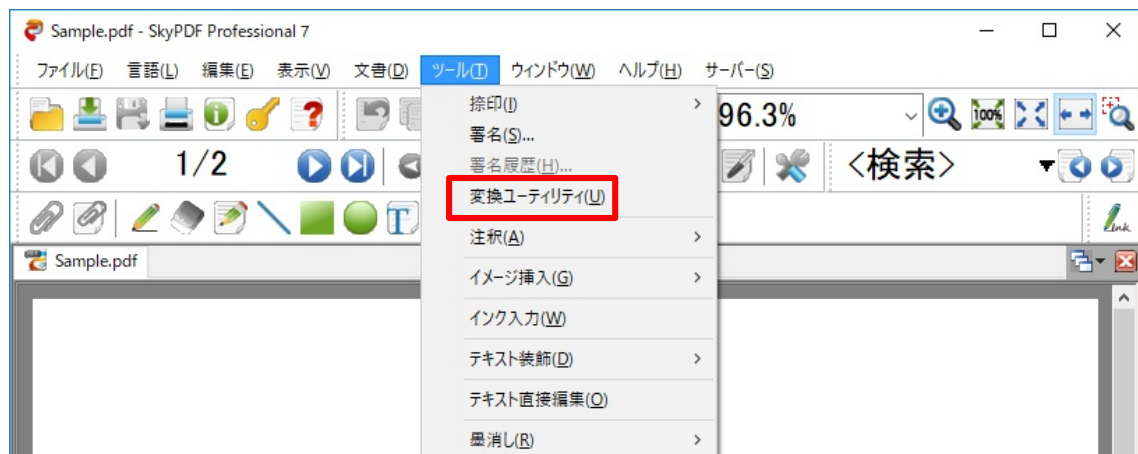 Sample.pdf - SkyPDF Professional 7
ファイル(F) 言語(L) 編集(E) 表示(V) 文書(D) ツール(T) ウィンドウ(W) ヘルプ(H) サーバー(S)
捺印(I)
96.3%
100%
署名(S)...
1/2
署名履歴(H)...
<検索>
変換ユーティリティ(U)
T
Link
注釈(A)
Sample.pdf
イメージ挿入(G)
インク入力(W)
テキスト装飾(D)
テキスト直接編集(O)
墨消し(R)